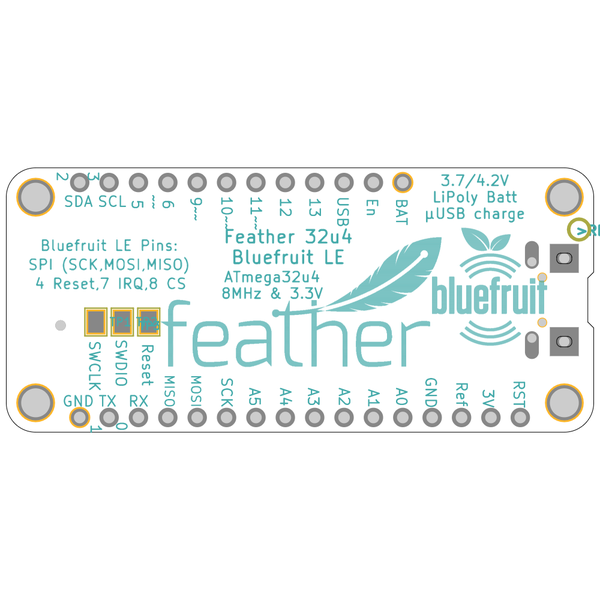 2
3
SDA SCL 5~ 6 9~ 10~ 11~ 12 13 USB En BAT
3.7/4.2V
LiPoly Batt
µUSB charge
Bluefruit LE Pins:
SPI (SCK,MOSI,MISO)
4 Reset,7 IRQ,8 CS
Feather 32u4
Bluefruit LE
ATmega32u4
8MHz & 3.3V
feather
bluefruit
SWCLK SWDIO Reset
GND TX RX MISO MOSI SCK A5 A4 A3 A2 A1 A0 GND Ref 3V RST
1
0